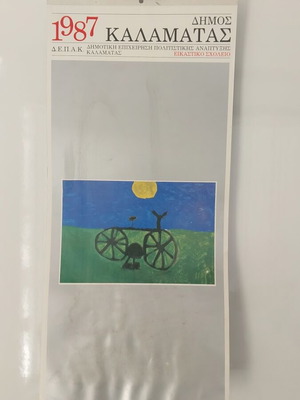 1987 ΔΗΜΟΣ
ΚΑΛΑΜΑΤΑΣ
Δ.Ε.Π.Α.Κ. ΔΗΜΟΤΙΚΗ ΕΠΙΧΕΙΡΗΣΗ ΠΟΛΙΤΙΣΤΙΚΗΣ ΑΝΑΠΤΥΞΗΣ
ΚΑΛΑΜΑΤΑΣ ΕΙΚΑΣΤΙΚΟ ΣΧΟΛΕΙΟ